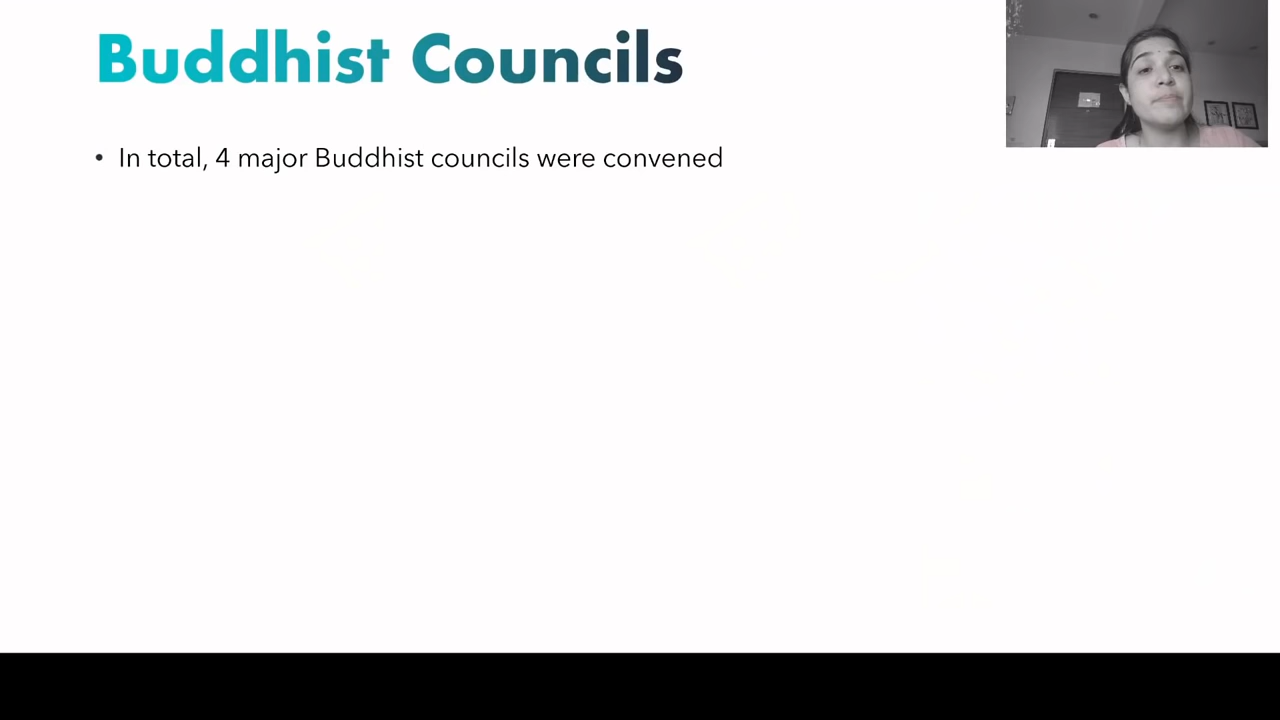 Buddhist Councils
• In total, 4 major Buddhist councils were convened